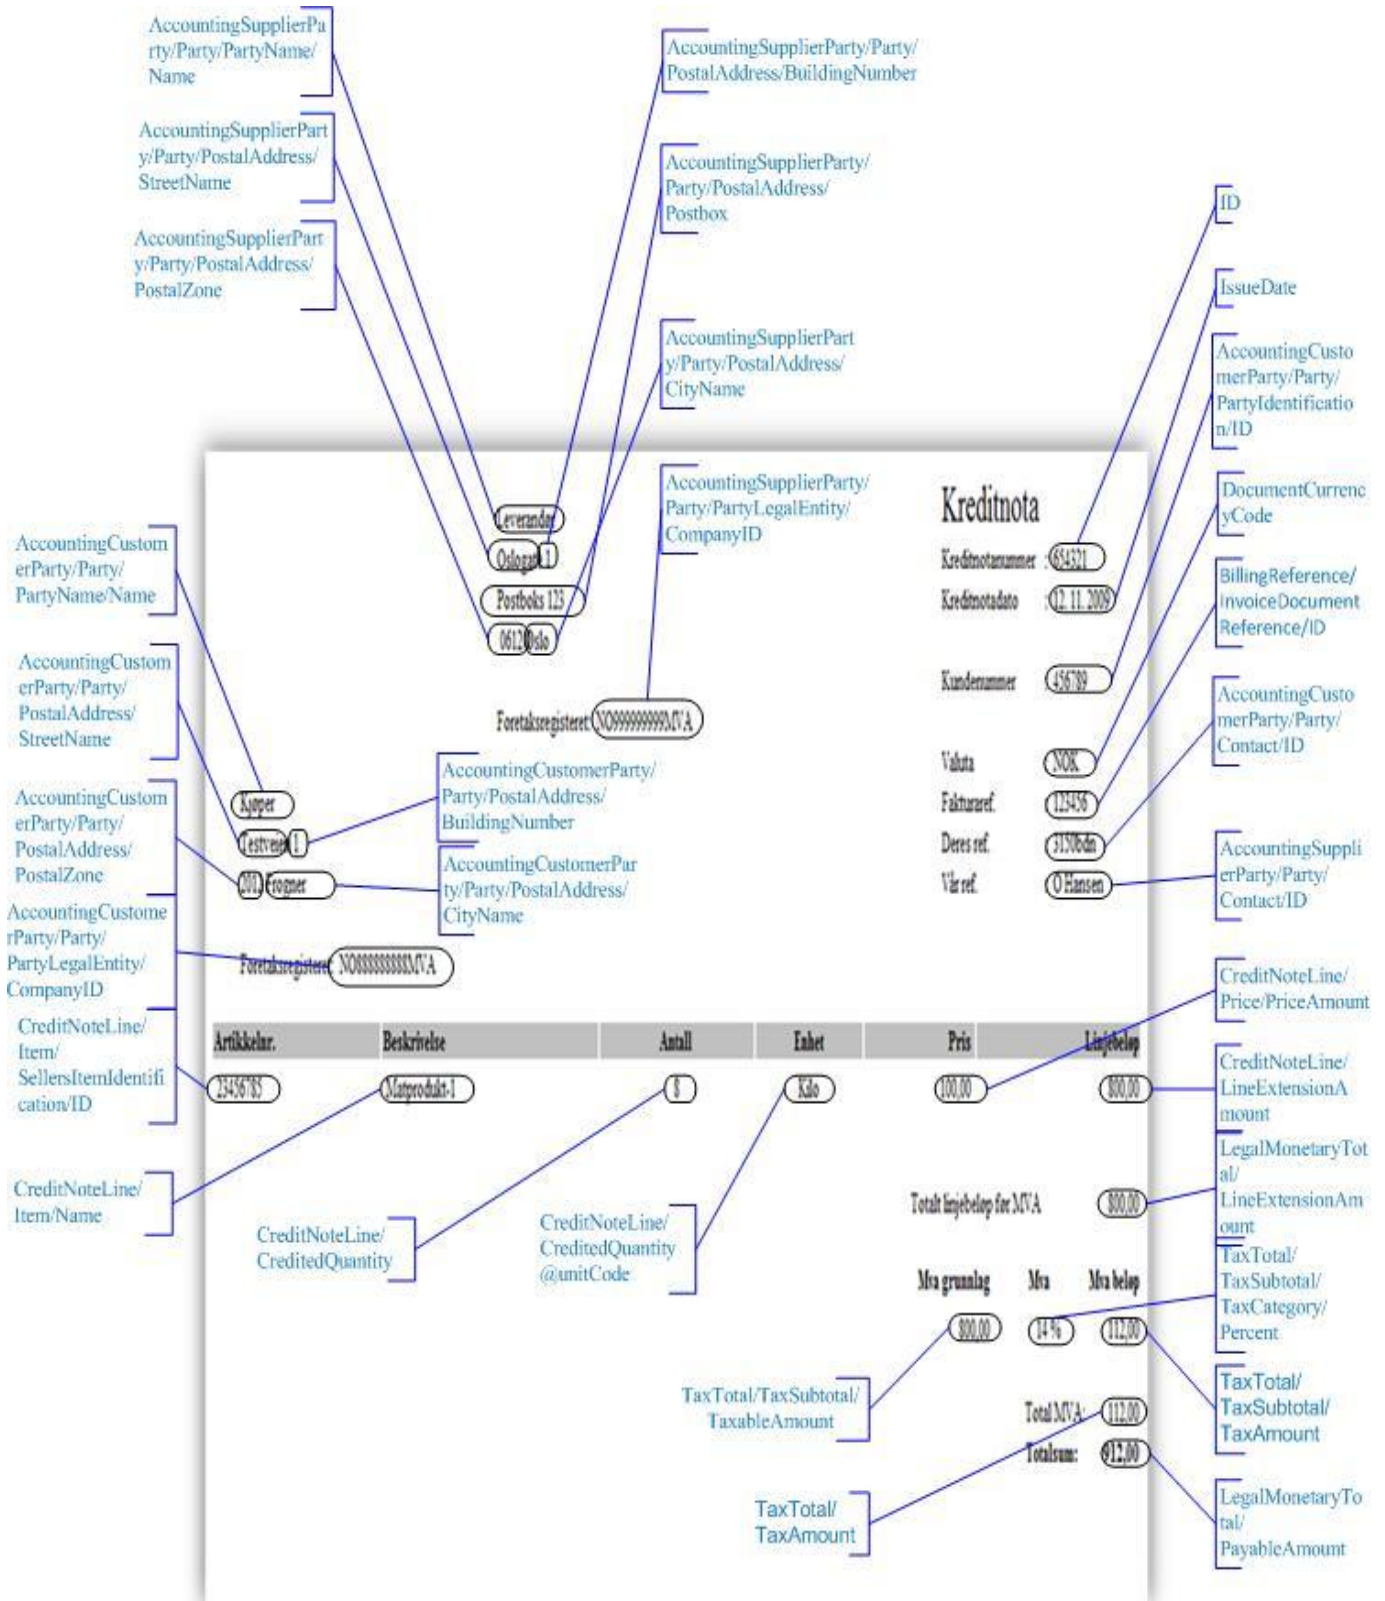 AccountingSupplierPa
rty/Party/PartyName/
Name
AccountingSupplierParty/Party/
PostalAddress/BuildingNumber
AccountingSupplierPart
y/Party/PostalAddress/
StreetName
AccountingSupplierParty/
Party/PostalAddress/
Postbox
ID
AccountingSupplierPart
y/Party/PostalAddress/
PostalZone
IssueDate
AccountingSupplierPart
y/Party/PostalAddress/
CityName
AccountingCusto
merParty/Party/
PartyIdentificatio
n/ID
AccountingSupplierParty/
Party/PartyLegalEntity/
CompanyID
DocumentCurrenc
yCode
Kreditnota
Leverandør
Oslogate 1
Postboks 123
0612 Oslo
Kreditnotanummer : 654321
Kreditnotadato : 12. 11. 2009
Kundenummer : 456789
Foretaksregisteret: NO999999999MVA
AccountingCustom
erParty/Party/
PartyName/Name
BillingReference/
InvoiceDocument
Reference/ID
AccountingCustom
erParty/Party/
PostalAddress/
StreetName
AccountingCusto
merParty/Party/
Contact/ID
Valuta NOK
Fakturaref. 123456
Deres ref. 3150bdn
Vår ref. O Hansen
AccountingCustomerParty/
Party/PostalAddress/
BuildingNumber
Kjøper
Testveien 1
2012 Frogner
AccountingCustom
erParty/Party/
PostalAddress/
PostalZone
AccountingCustomerPar
ty/Party/PostalAddress/
CityName
AccountingSuppli
erParty/Party/
Contact/ID
AccountingCustome
rParty/Party/
PartyLegalEntity/
CompanyID
Foretaksregisteret NO888888888MVA
CreditNoteLine/
Price/PriceAmount
CreditNoteLine/
Item/
SellersItemIdentifi
cation/ID
Artikkelnr. Beskrivelse Antall Enhet Pris Linjebeløp
23456785 Matprodukt-1 8 Kilo 100,00 800,00
CreditNoteLine/
LineExtensionA
mount
LegalMonetaryTot
al/
LineExtensionAm
ount
CreditNoteLine/
Item/Name
Totalt linjebeløp før MVA 800,00
CreditNoteLine/
CreditedQuantity
CreditNoteLine/
CreditedQuantity
@unitCode
TaxTotal/
TaxSubtotal/
TaxCategory/
Percent
Mva grunnlag Mva Mva beløp
800,00 14 % 112,00
TaxTotal/TaxSubtotal/
TaxableAmount
TaxTotal/
TaxSubtotal/
TaxAmount
Total MVA: 112,00
Totalsum: 912,00
TaxTotal/
TaxAmount
LegalMonetaryTo
tal/
PayableAmount